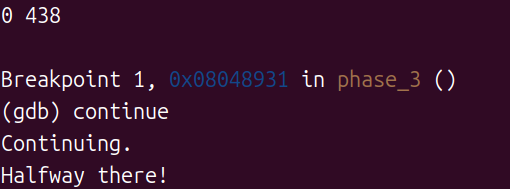 0 438
Breakpoint 1, 0x08048931 in phase_3 ()
(gdb) continue
Continuing.
Halfway there!